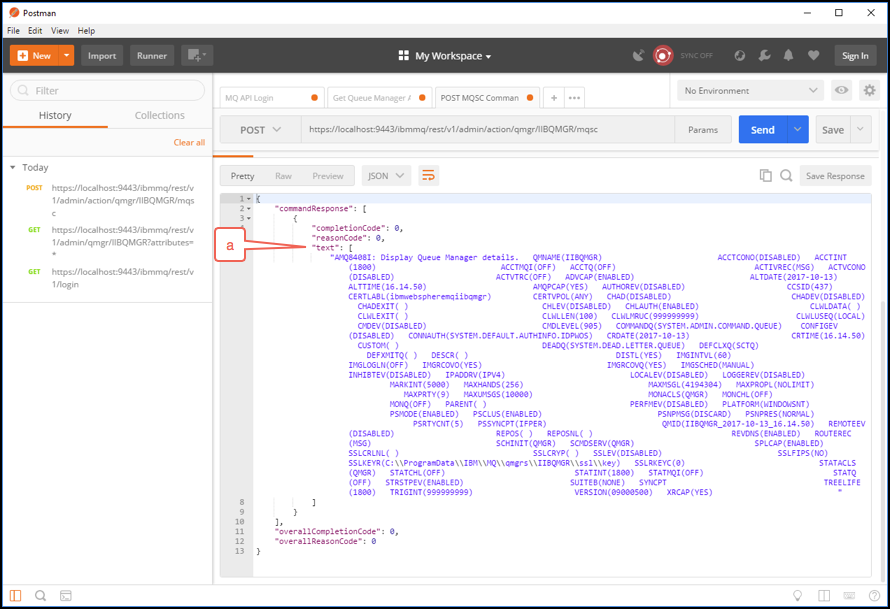 Postman
File Edit View Help
New Import Runner My Workspace SYNC OFF Sign In
Filter
History Collections
Clear all
Today
POST https://localhost:9443/ibmmq/rest/v
1/admin/action/qmgr/IIBQMGR/mqs
c
GET https://localhost:9443/ibmmq/rest/v
1/admin/qmgr/IIBQMGR?attributes=
*
GET https://localhost:9443/ibmmq/rest/v
1/login
MQ API Login Get Queue Manager A POST MQSC Comman + ••• No Environment
POST https://localhost:9443/ibmmq/rest/v1/admin/action/qmgr/IIBQMGR/mqsc Params Send Save
Pretty Raw Preview JSON Save Response
1 {
2 "commandResponse": [
3 {
"completionCode": 0,
"reasonCode": 0,
a
"text": [
"AMQ8408I: Display Queue Manager details. QMNAME(IIBQMGR) ACCTCONO(DISABLED) ACCTINT
(1800) ACCTMQI(OFF) ACCTQ(OFF) ACTIVREC(MSG) ACTVCONO
(DISABLED) ACTVTRC(OFF) ADVCAP(ENABLED) ALTDATE(2017-10-13)
ALTTIME(16.14.50) AMQPCAP(YES) AUTHOREV(DISABLED) CCSID(437)
CERTLABL(ibmwebspheremqiibqmgr) CERTVPOL(ANY) CHAD(DISABLED) CHADEV(DISABLED)
CHADEXIT( ) CHLEV(DISABLED) CHLAUTH(ENABLED) CLWLDATA( )
CLWLEXIT( ) CLWLLEN(100) CLWLMRUC(999999999) CLWLUSEQ(LOCAL)
CMDEV(DISABLED) CMDLEVEL(905) COMMANDQ(SYSTEM.ADMIN.COMMAND.QUEUE) CONFIGEV
(DISABLED) CONNAUTH(SYSTEM.DEFAULT.AUTHINFO.IDPWOS) CRDATE(2017-10-13) CRTIME(16.14.50)
CUSTOM( ) DEADQ(SYSTEM.DEAD.LETTER.QUEUE) DEFCLXQ(SCTQ)
DEFXMITQ( ) DESCR( ) DISTL(YES) IMGINTVL(60)
IMGLOGLN(OFF) IMGRCOVO(YES) IMGRCOVQ(YES) IMGSCHED(MANUAL)
INHIBTEV(DISABLED) IPADDRV(IPV4) LOCALEV(DISABLED) LOGGEREV(DISABLED)
MARKINT(5000) MAXHANDS(256) MAXMSGL(4194304) MAXPROPL(NOLIMIT)
MAXPRTY(9) MAXUMSGS(10000) MONACLS(QMGR) MONCHL(OFF)
MONQ(OFF) PARENT( ) PERFMEV(DISABLED) PLATFORM(WINDOWSNT)
PSMODE(ENABLED) PSCLUS(ENABLED) PSNPMSG(DISCARD) PSNPRES(NORMAL)
PSRTYCNT(5) PSSYNCPT(IFPER) QMID(IIBQMGR_2017-10-13_16.14.50) REMOTEEV
(DISABLED) REPOS( ) REPOSNL( ) REVDNS(ENABLED) ROUTEREC
(MSG) SCHINIT(QMGR) SCMDSERV(QMGR) SPLCAP(ENABLED)
SSLCRLNL( ) SSLCRYP( ) SSLEV(DISABLED) SSLFIPS(NO)
SSLKEYR(C:\\ProgramData\\IBM\\MQ\\qmgrs\\IIBQMGR\\ssl\\key) SSLRKEYC(0) STATACLS
(QMGR) STATCHL(OFF) STATINT(1800) STATMQI(OFF) STATQ
(OFF) STRSTPEV(ENABLED) SUITEB(NONE) SYNCPT TREELIFE
(1800) TRIGINT(999999999) VERSION(09000500) XRCAP(YES) "
8 ]
9 }
10 ],
11 "overallCompletionCode": 0,
12 "overallReasonCode": 0
13 }